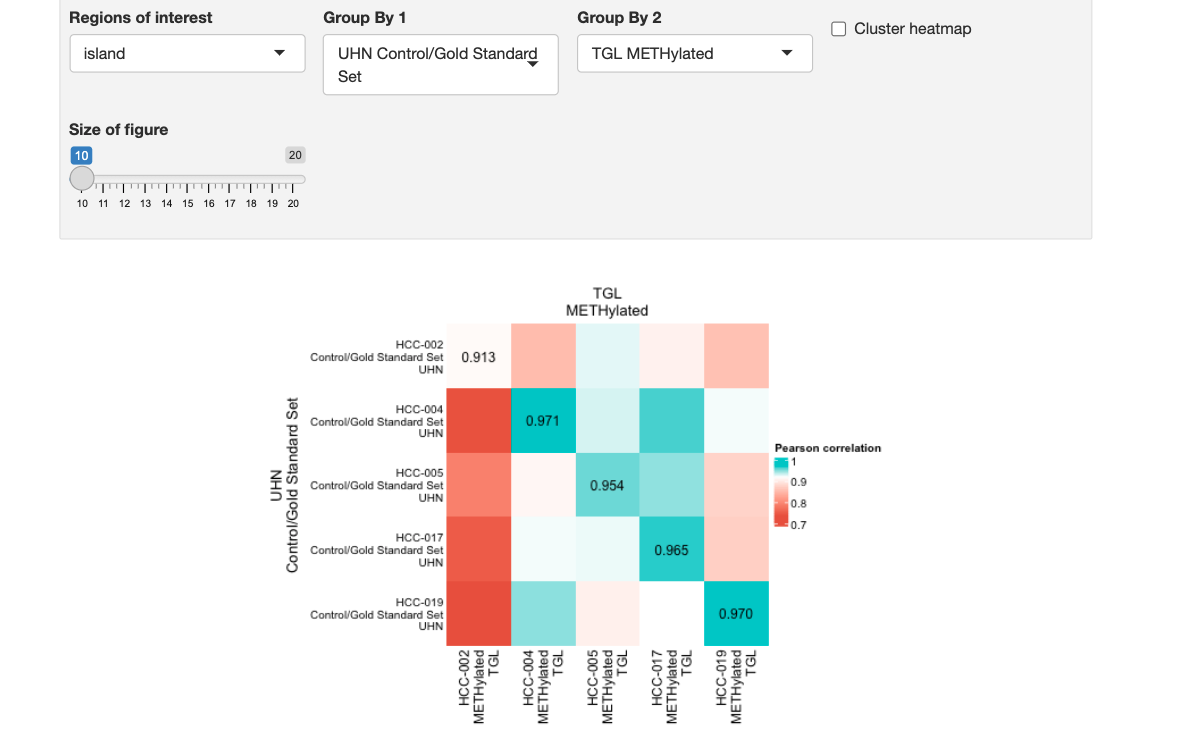 Regions of interest
Group By 1
Group By 2
Cluster heatmap
island
UHN Control/Gold Standard
Set
TGL METHylated
Size of figure
10
20
10 11 12 13 14 15 16 17 18 19 20
TGL
METHylated
UHN
Control/Gold Standard Set
HCC-002
Control/Gold Standard Set
UHN
0.913
HCC-004
Control/Gold Standard Set
UHN
0.971
HCC-005
Control/Gold Standard Set
UHN
0.954
HCC-017
Control/Gold Standard Set
UHN
0.965
HCC-019
Control/Gold Standard Set
UHN
0.970
Pearson correlation
1
0.9
0.8
0.7
HCC-002
METHylated
TGL
HCC-004
METHylated
TGL
HCC-005
METHylated
TGL
HCC-017
METHylated
TGL
HCC-019
METHylated
TGL